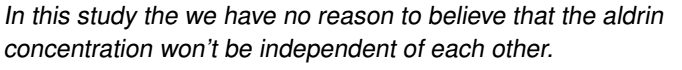 In this study the we have no reason to believe that the aldrin
concentration won't be independent of each other.